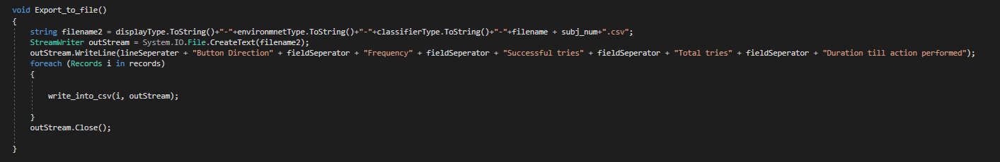 void Export_to_file()
{
string filename2 = displayType.ToString()+"-"+environmnetType.ToString()+"-"+classifierType.ToString()+"-"+filename + subj_num+".csv";
StreamWriter outStream = System.IO.File.CreateText(filename2);
outStream.WriteLine(lineSeperater + "Button Direction" + fieldSeperator + "Frequency" + fieldSeperator + "Successful tries" + fieldSeperator + "Total tries" + fieldSeperator + "Duration till action performed");
foreach (Records i in records)
{
write_into_csv(i, outStream);
}
outStream.Close();
}